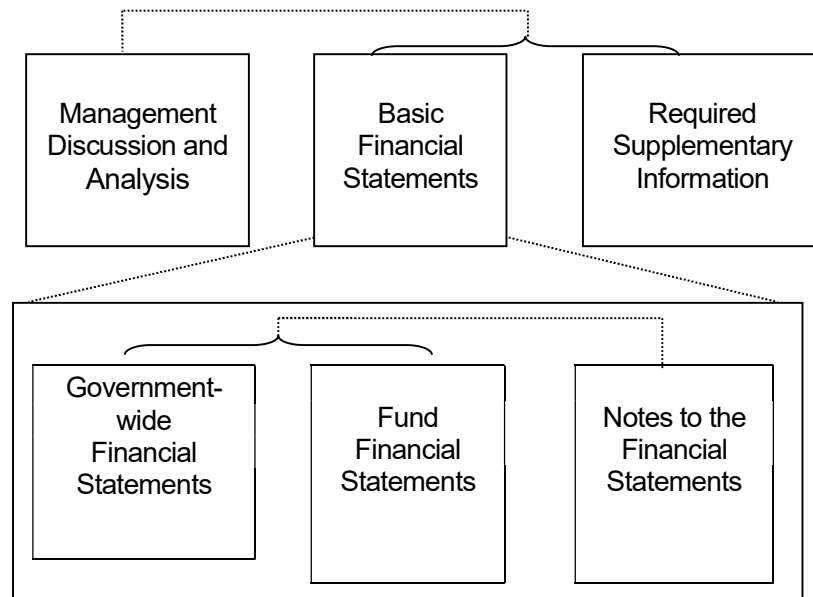 Management
Discussion and
Analysis
Basic
Financial
Statements
Required
Supplementary
Information
Government-
wide
Financial
Statements
Fund
Financial
Statements
Notes to the
Financial
Statements